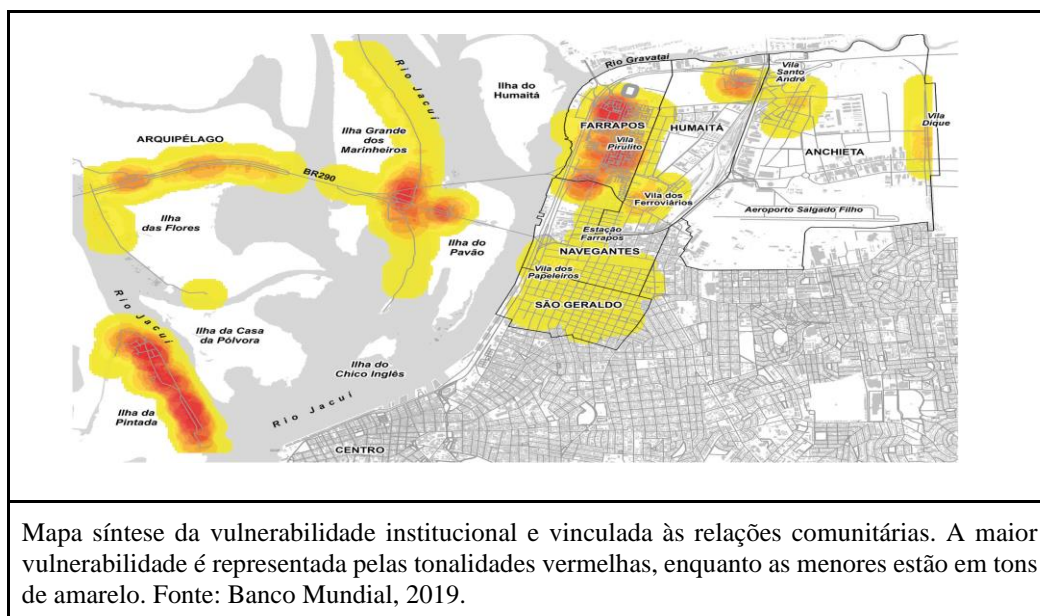 Rio Gravataí
Rio Jacuí
Ilha do
Humaitá
Vila
Santo
André
ARQUIPÉLAGO
Ilha Grande
dos
Marinheiros
FARRAPOS
HUMAITÁ
Vila
Dique
Vila
Pirulito
ANCHIETA
BR290
Vila dos
Ferroviários
Ilha
das Flores
Ilha do
Pavão
Aeroporto Salgado Filho
Estação
Farrapos
NAVEGANTES
Vila dos
Papeleiros
SÃO GERALDO
Rio Jacuí
Ilha da Casa
da Pólvora
Ilha do
Chico Inglês
Ilha da
Pintada
Rio Jacuí
CENTRO
Mapa síntese da vulnerabilidade institucional e vinculada às relações comunitárias. A maior
vulnerabilidade é representada pelas tonalidades vermelhas, enquanto as menores estão em tons
de amarelo. Fonte: Banco Mundial, 2019.